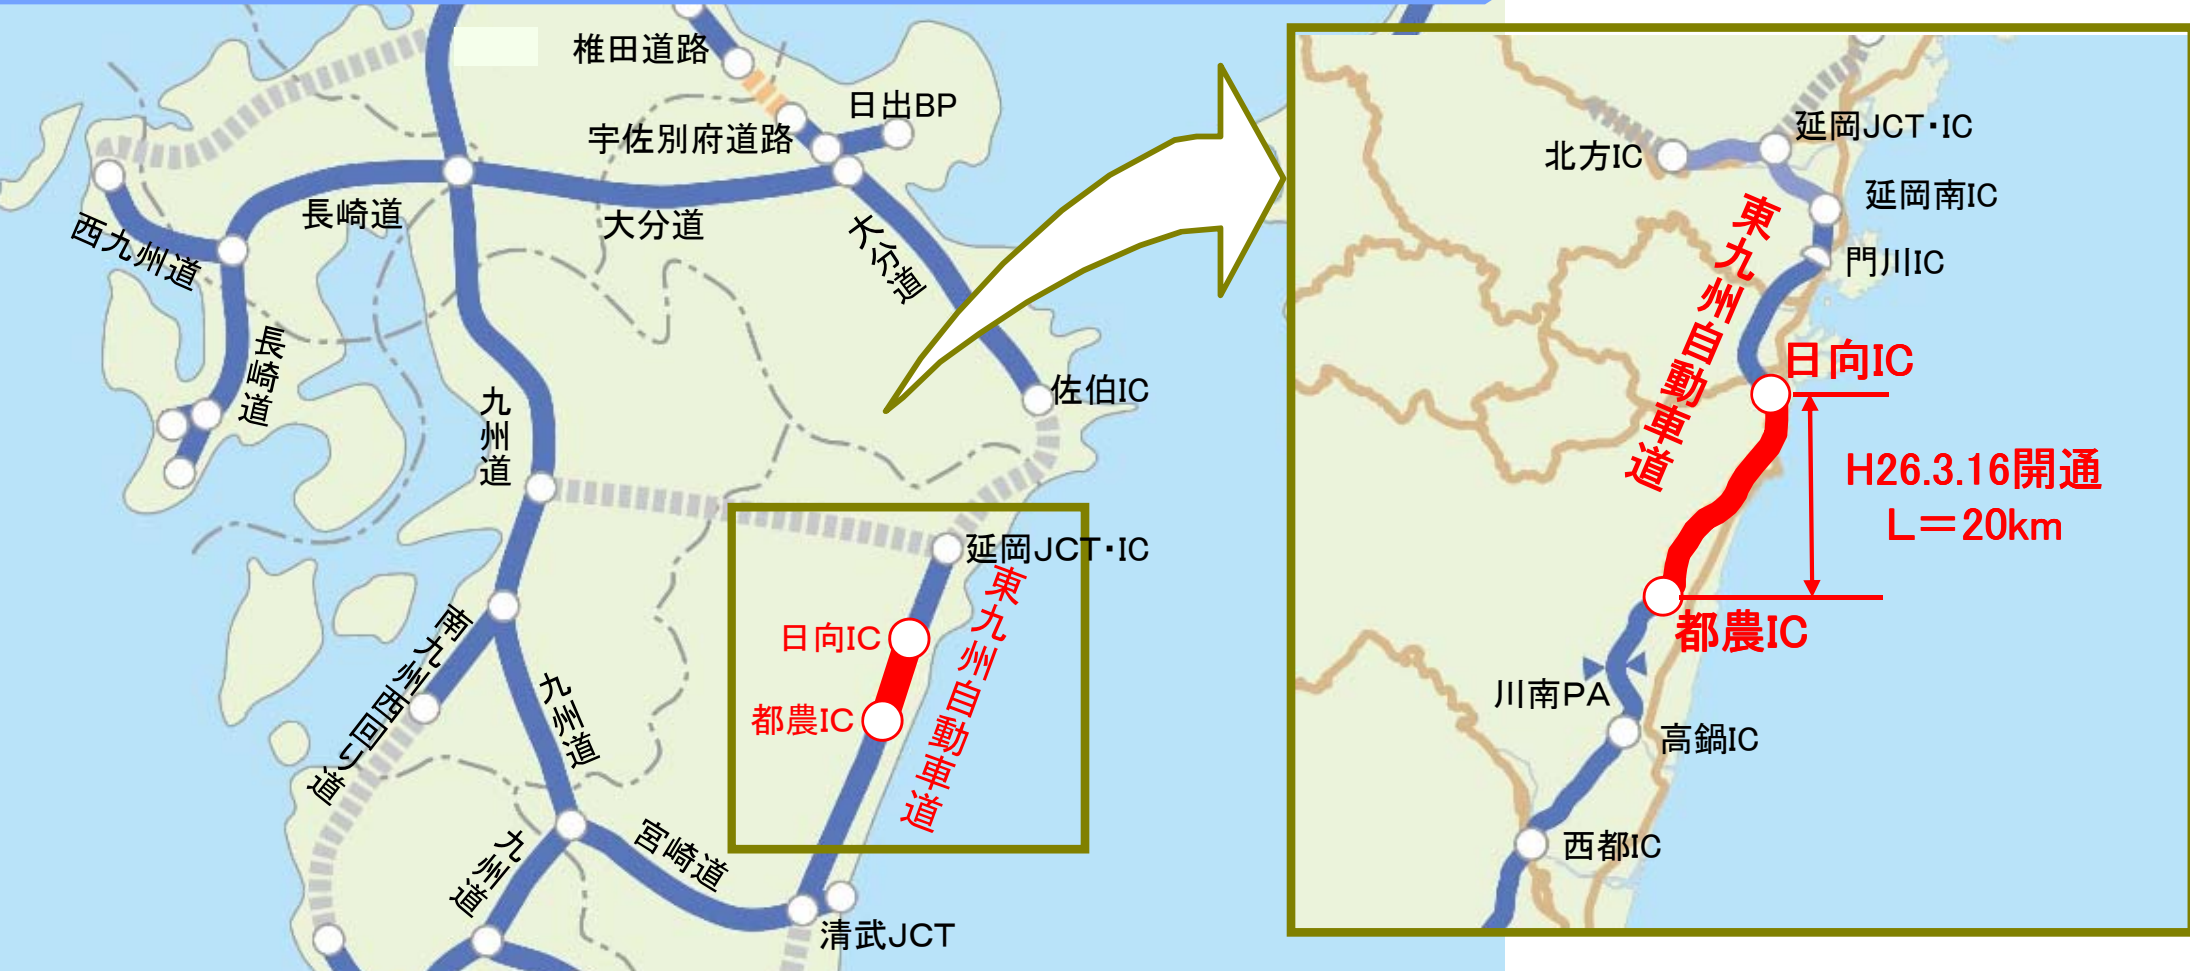 椎田道路
日出BP
宇佐別府道路
長崎道
大分道
西九州道
大分道
長崎道
九州道
佐伯IC
延岡JCT・IC
東九州自動車道
日向IC
都農IC
南九州西回り道
九州道
九州道
宮崎道
清武JCT
延岡JCT・IC
北方IC
延岡南IC
東九州自動車道
門川IC
日向IC
H26.3.16開通
L＝20km
都農IC
川南PA
高鍋IC
西都IC